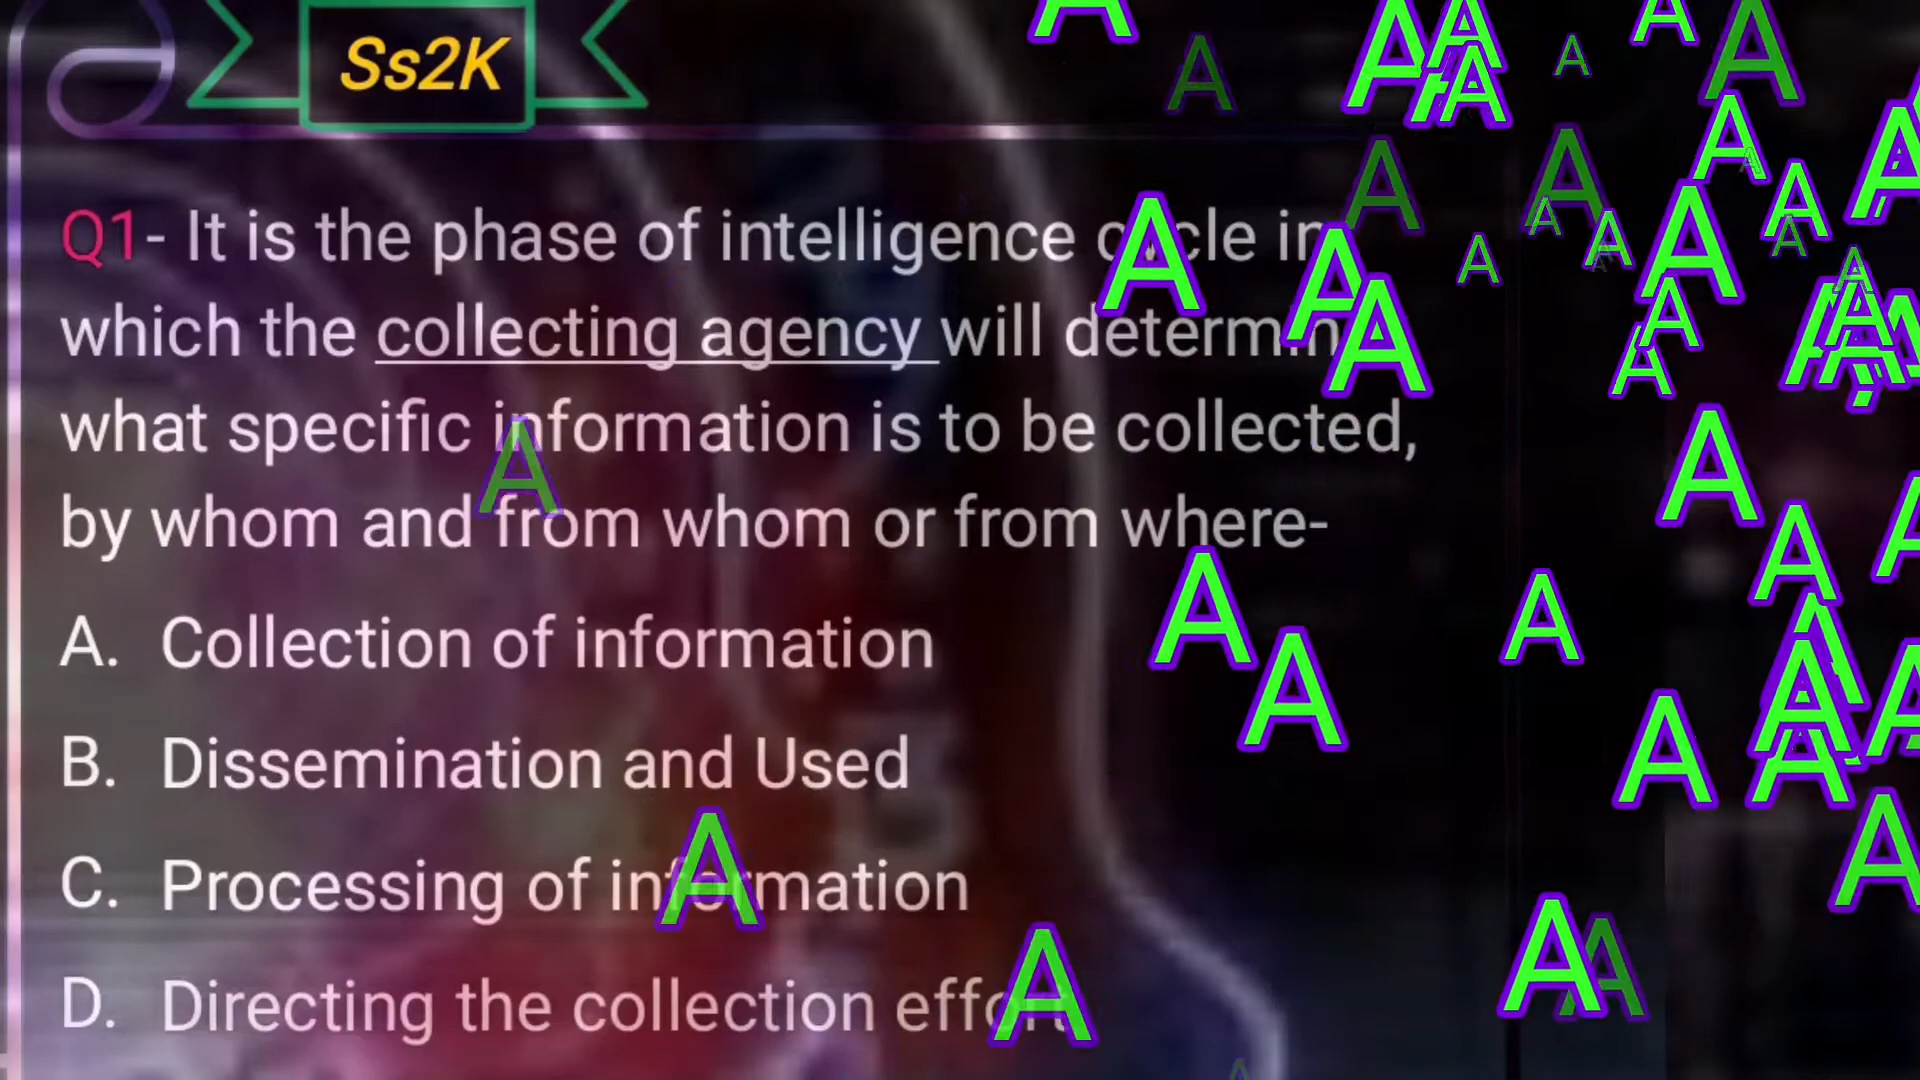 Ss2K
Q1- It is the phase of intelligence cycle in
which the collecting agency will determin
what specific information is to be collected,
by whom and from whom or from where-
A. Collection of information
B. Dissemination and Used
C. Processing of information
D. Directing the collection effort